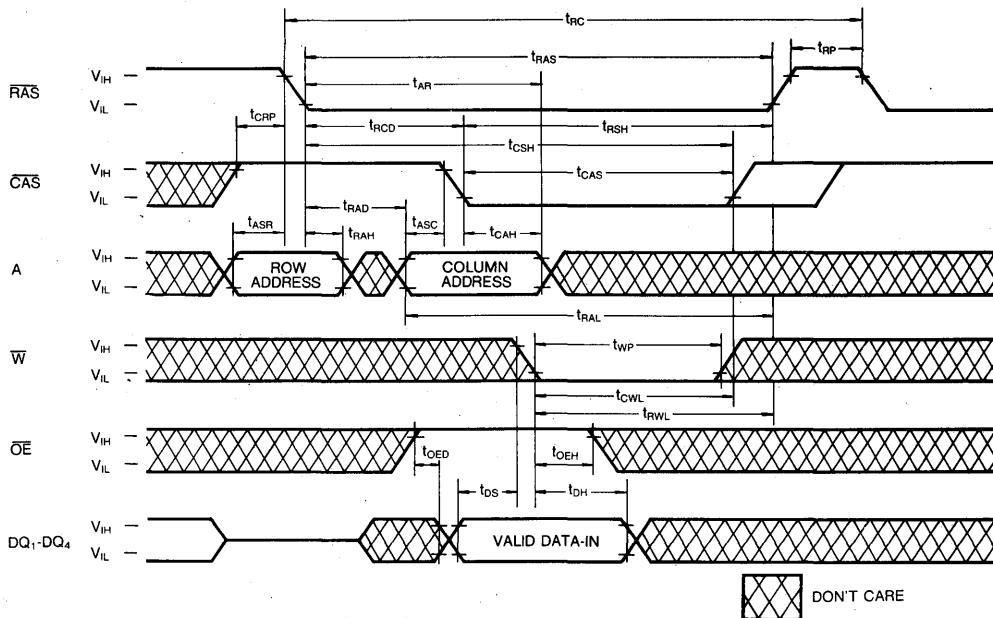 tRC
tRAS
tRP
tAR
RAS
VIH
VIL
tCRP
tRCD
tRSH
tCSH
CAS
VIH
VIL
tCAS
tRAD
tASR
tRAH
tASC
tCAH
A
VIH
VIL
ROW
ADDRESS
COLUMN
ADDRESS
tRAL
W
VIH
VIL
tWP
tCWL
tRWL
OE
VIH
VIL
tOED
tOEH
tDS
tDH
DQ1-DQ4
VIH
VIL
VALID DATA-IN
DON'T CARE